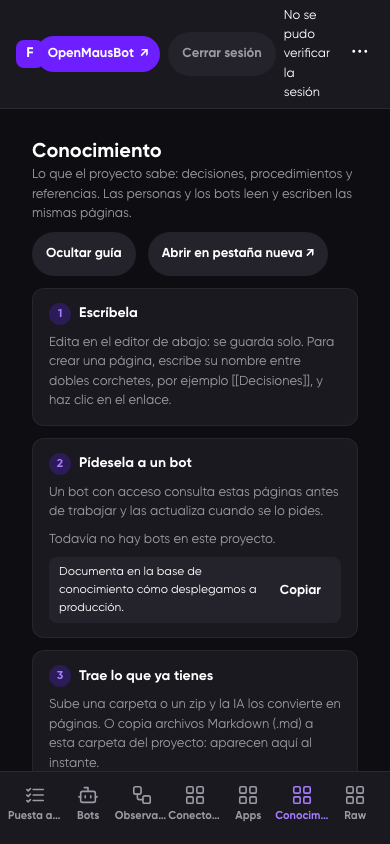 No se
pudo
verificar
la
sesión
F
OpenMausBot ↗
Cerrar sesión
Conocimiento
Lo que el proyecto sabe: decisiones, procedimientos y
referencias. Las personas y los bots leen y escriben las
mismas páginas.
Ocultar guía
Abrir en pestaña nueva ↗
1 Escríbela
Edita en el editor de abajo: se guarda solo. Para
crear una página, escribe su nombre entre
dobles corchetes, por ejemplo [[Decisiones]], y
haz clic en el enlace.
2 Pídesela a un bot
Un bot con acceso consulta estas páginas antes
de trabajar y las actualiza cuando se lo pides.
Todavía no hay bots en este proyecto.
Documenta en la base de
conocimiento cómo desplegamos a
producción.
Copiar
3 Trae lo que ya tienes
Sube una carpeta o un zip y la IA los convierte en
páginas. O copia archivos Markdown (.md) a
esta carpeta del proyecto: aparecen aquí al
instante.
Puesta a...
Bots
Observa...
Conecto...
Apps
Conocim...
Raw